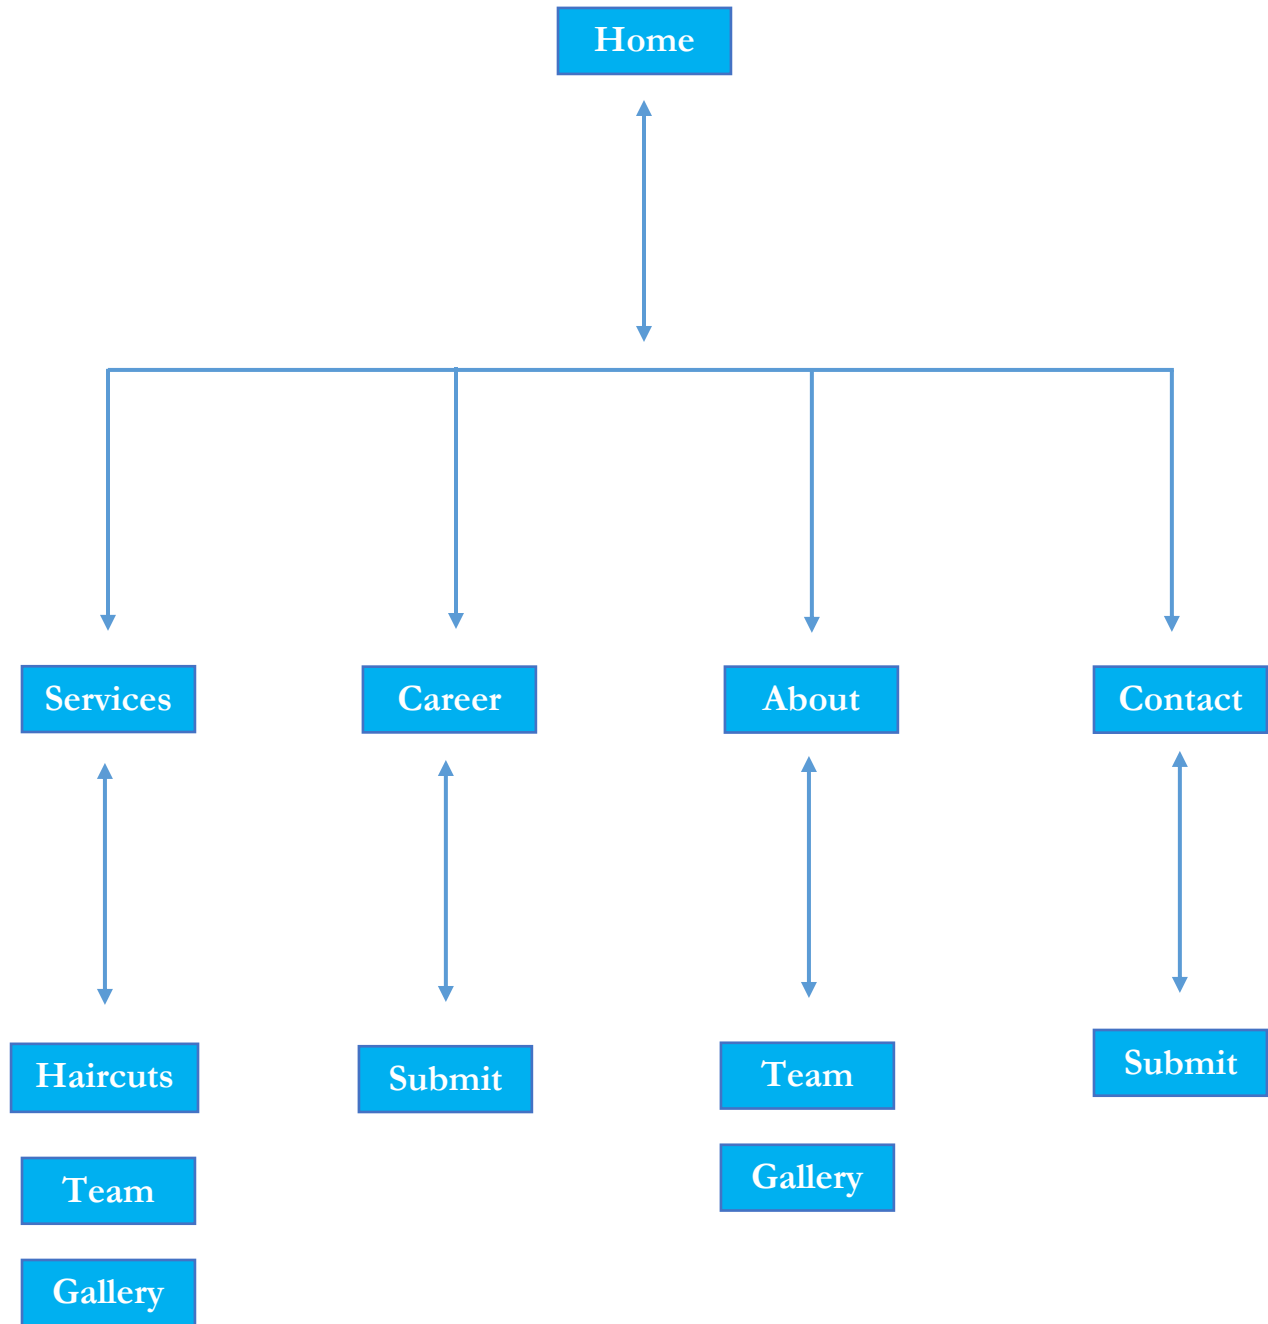 Home
Services
Career
About
Contact
Haircuts
Submit
Team
Submit
Team
Gallery
Gallery